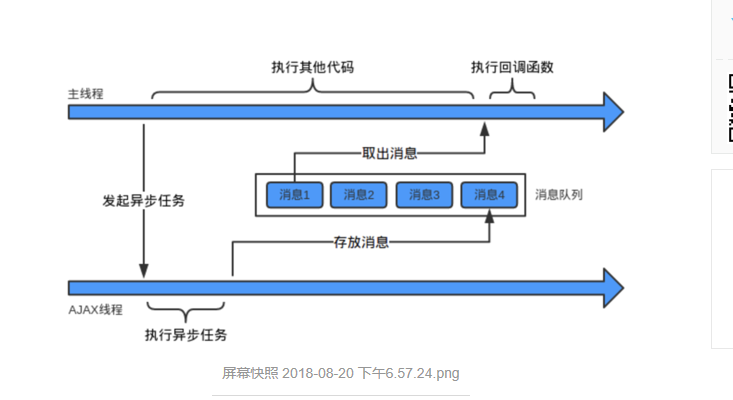 执行其他代码
执行回调函数
主线程
取出消息
消息1
消息2
消息3
消息4
消息队列
发起异步任务
存放消息
AJAX线程
执行异步任务
屏幕快照 2018-08-20 下午6.57.24.png